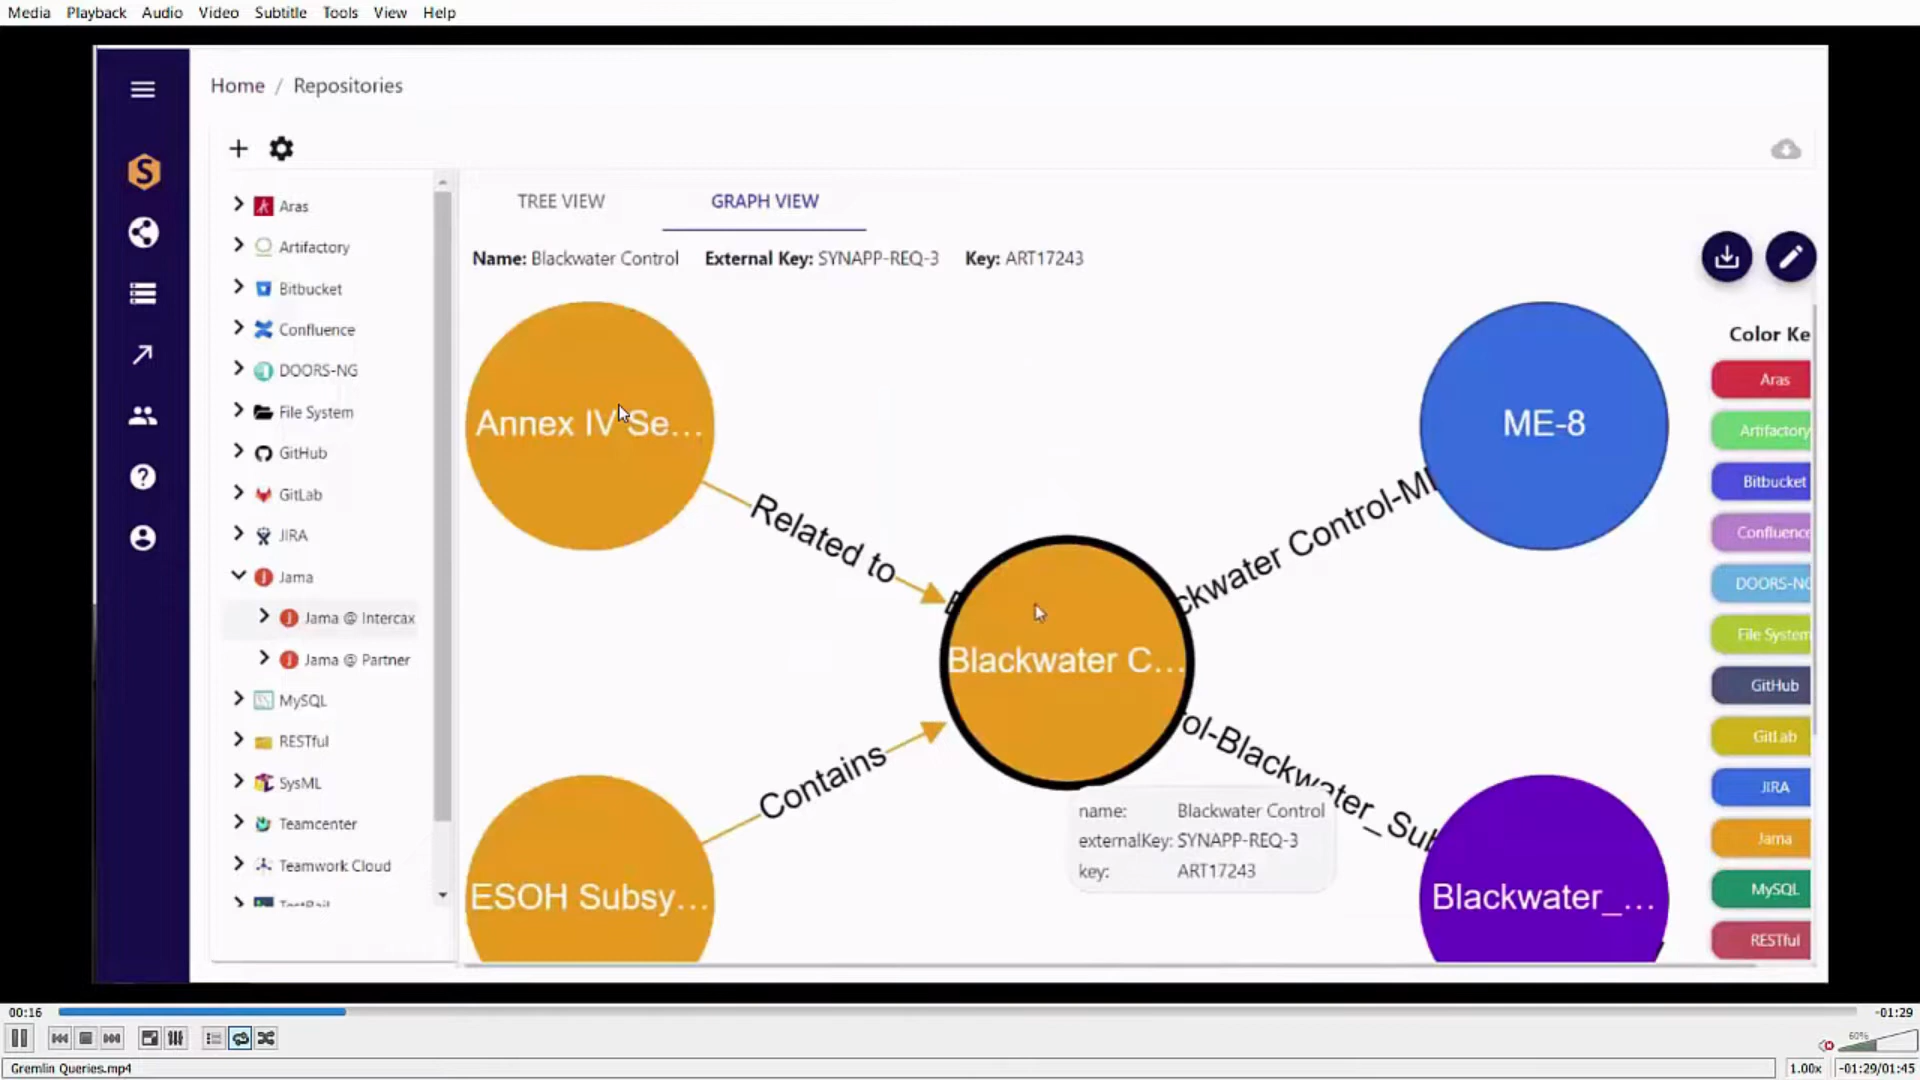 Media Playback Audio Video Subtitle Tools View Help
Home / Repositories
TREE VIEW GRAPH VIEW
Name: Blackwater Control External Key: SYNAPP-REQ-3 Key: ART17243
Aras
Artifactory
Bitbucket
Confluence
DOORS-NG
File System
GitHub
GitLab
JIRA
Jama
Jama @ Intercax
Jama @ Partner
MySQL
RESTful
SysML
Teamcenter
Teamwork Cloud
TestRail
Annex IV Se...
ME-8
Related to
ckwater Control-M
Blackwater C...
Contains
ol-Blackwater_Sub
ESOH Subsy...
Blackwater_...
name: Blackwater Control
externalKey: SYNAPP-REQ-3
key: ART17243
Color Ke
Aras
Artifactory
Bitbucket
Confluence
DOORS-NG
File System
GitHub
GitLab
JIRA
Jama
MySQL
RESTful
00:16 -01:29
60%
Gremlin Queries.mp4 1.00x -01:29/01:45